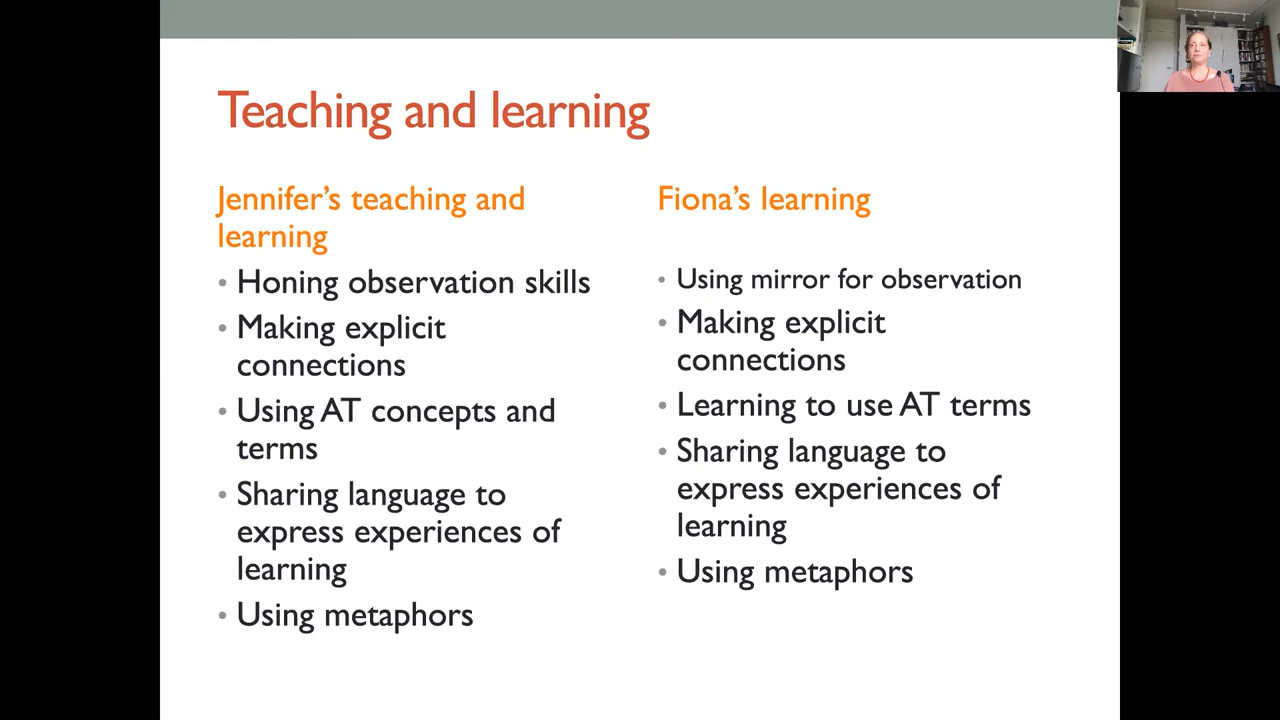 Teaching and learning
Jennifer’s teaching and
learning
• Honing observation skills
• Making explicit
connections
• Using AT concepts and
terms
• Sharing language to
express experiences of
learning
• Using metaphors
Fiona’s learning
• Using mirror for observation
• Making explicit
connections
• Learning to use AT terms
• Sharing language to
express experiences of
learning
• Using metaphors